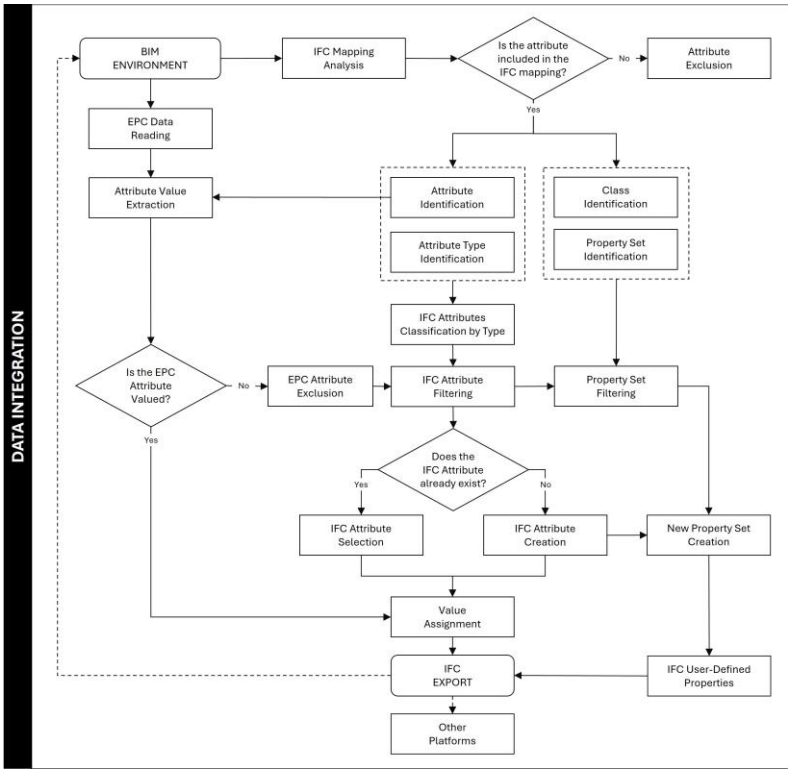 DATA INTEGRATION
BIM
ENVIRONMENT
IFC Mapping
Analysis
Is the attribute
included in the
IFC mapping?
No
Attribute
Exclusion
Yes
EPC Data
Reading
Attribute Value
Extraction
Attribute
Identification
Class
Identification
Attribute Type
Identification
Property Set
Identification
IFC Attributes
Classification by Type
Is the EPC
Attribute
Valued?
No
EPC Attribute
Exclusion
IFC Attribute
Filtering
Property Set
Filtering
Yes
Does the
IFC Attribute
already exist?
Yes
No
IFC Attribute
Selection
IFC Attribute
Creation
New Property Set
Creation
Value
Assignment
IFC
EXPORT
IFC User-Defined
Properties
Other
Platforms